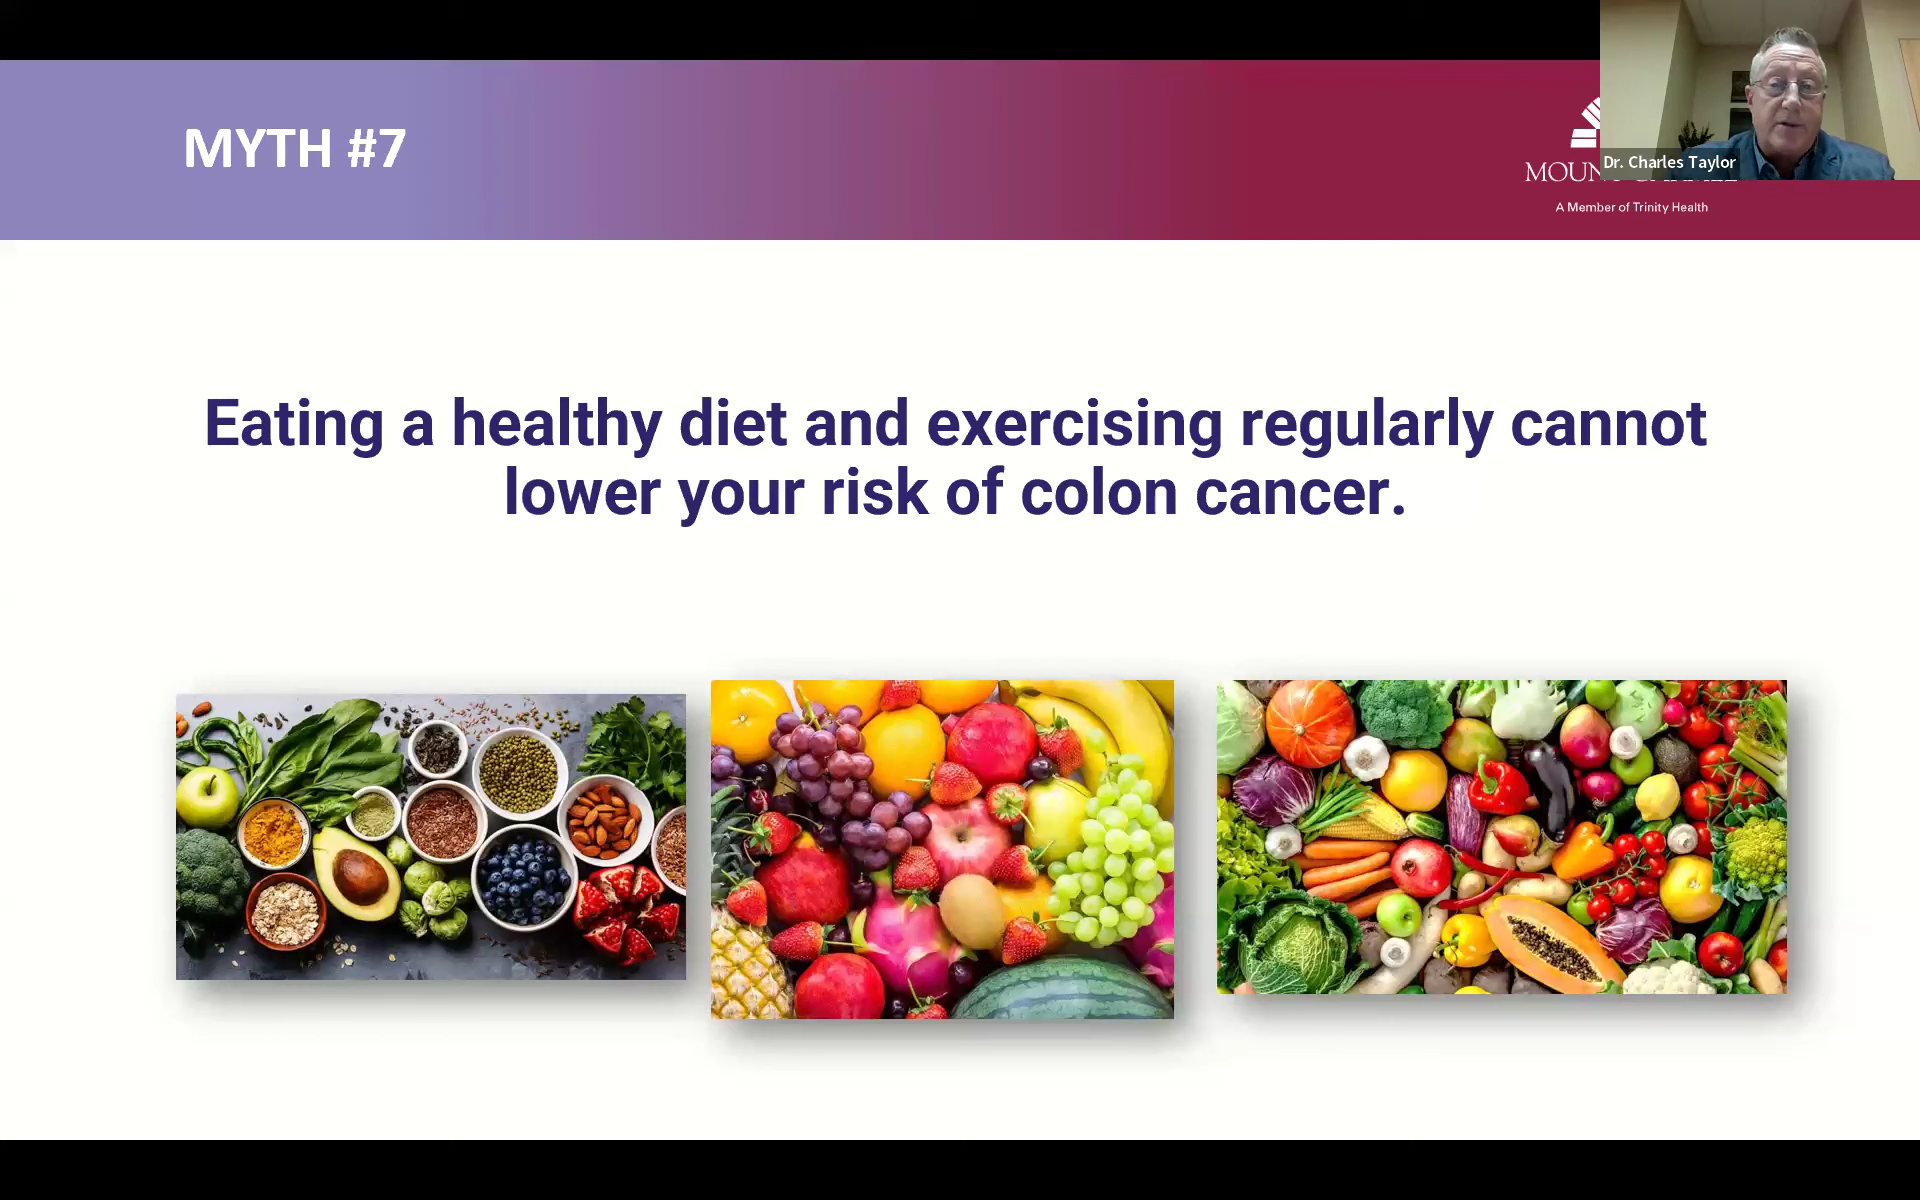 MYTH #7
Dr. Charles Taylor
A Member of Trinity Health
Eating a healthy diet and exercising regularly cannot
lower your risk of colon cancer.